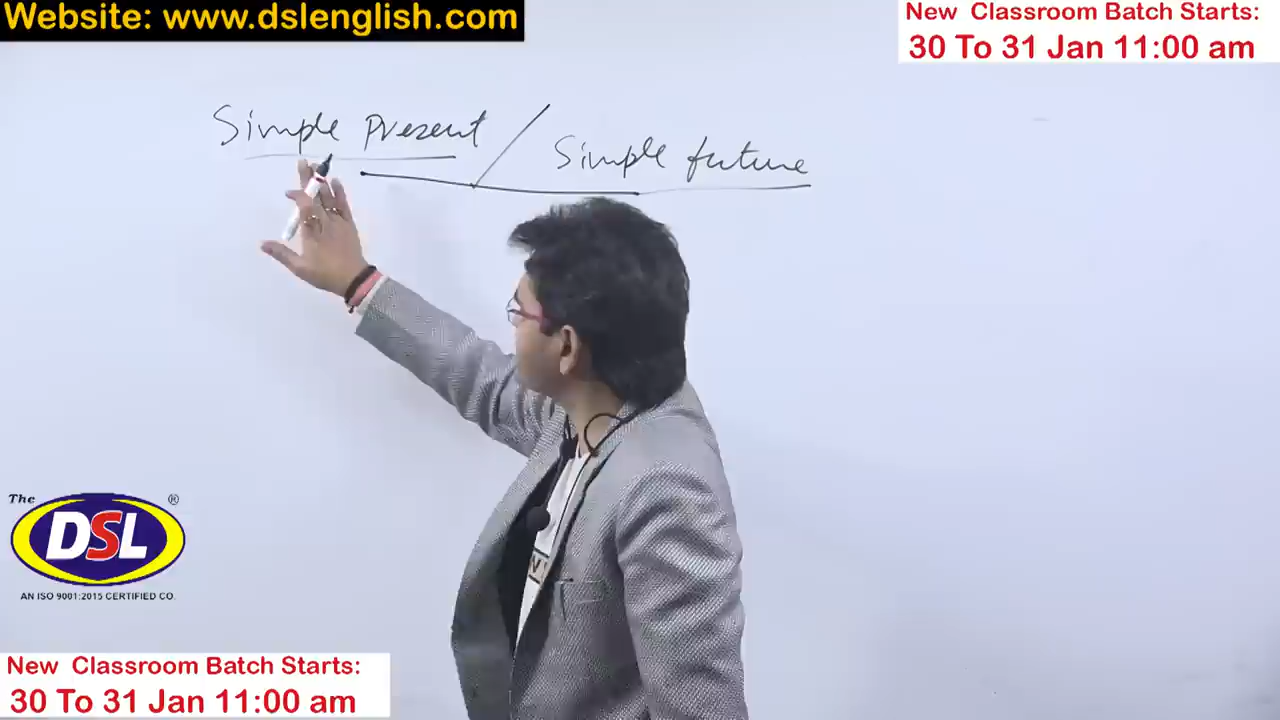 Website: www.dslenglish.com
New Classroom Batch Starts:
30 To 31 Jan 11:00 am
Simple Present / Simple future
The ®
DSL
AN ISO 9001:2015 CERTIFIED CO.
New Classroom Batch Starts:
30 To 31 Jan 11:00 am